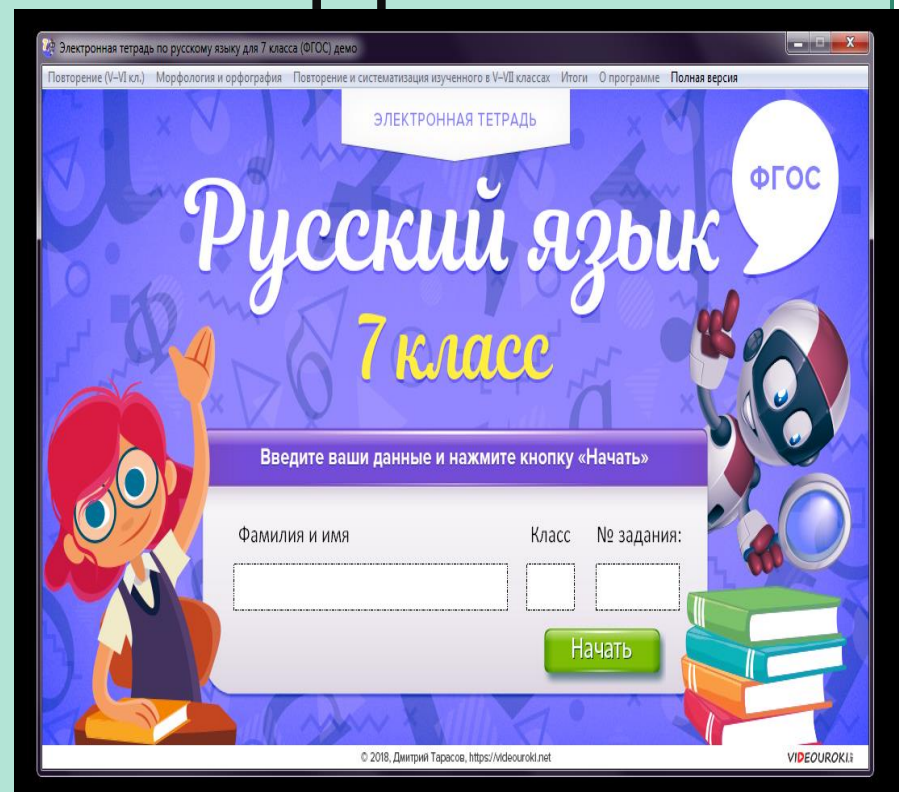 Электронная тетрадь по русскому языку для 7 класса (ФГОС) демо
Повторение (V–VI кл.) Морфология и орфография Повторение и систематизация изученного в V–VII классах Итоги О программе Полная версия
ЭЛЕКТРОННАЯ ТЕТРАДЬ
ФГОС
Русский язык
7 класс
Введите ваши данные и нажмите кнопку «Начать»
Фамилия и имя Класс № задания:
Начать
© 2018, Дмитрий Тарасов, https://videouroki.net
VIDEOUROKI